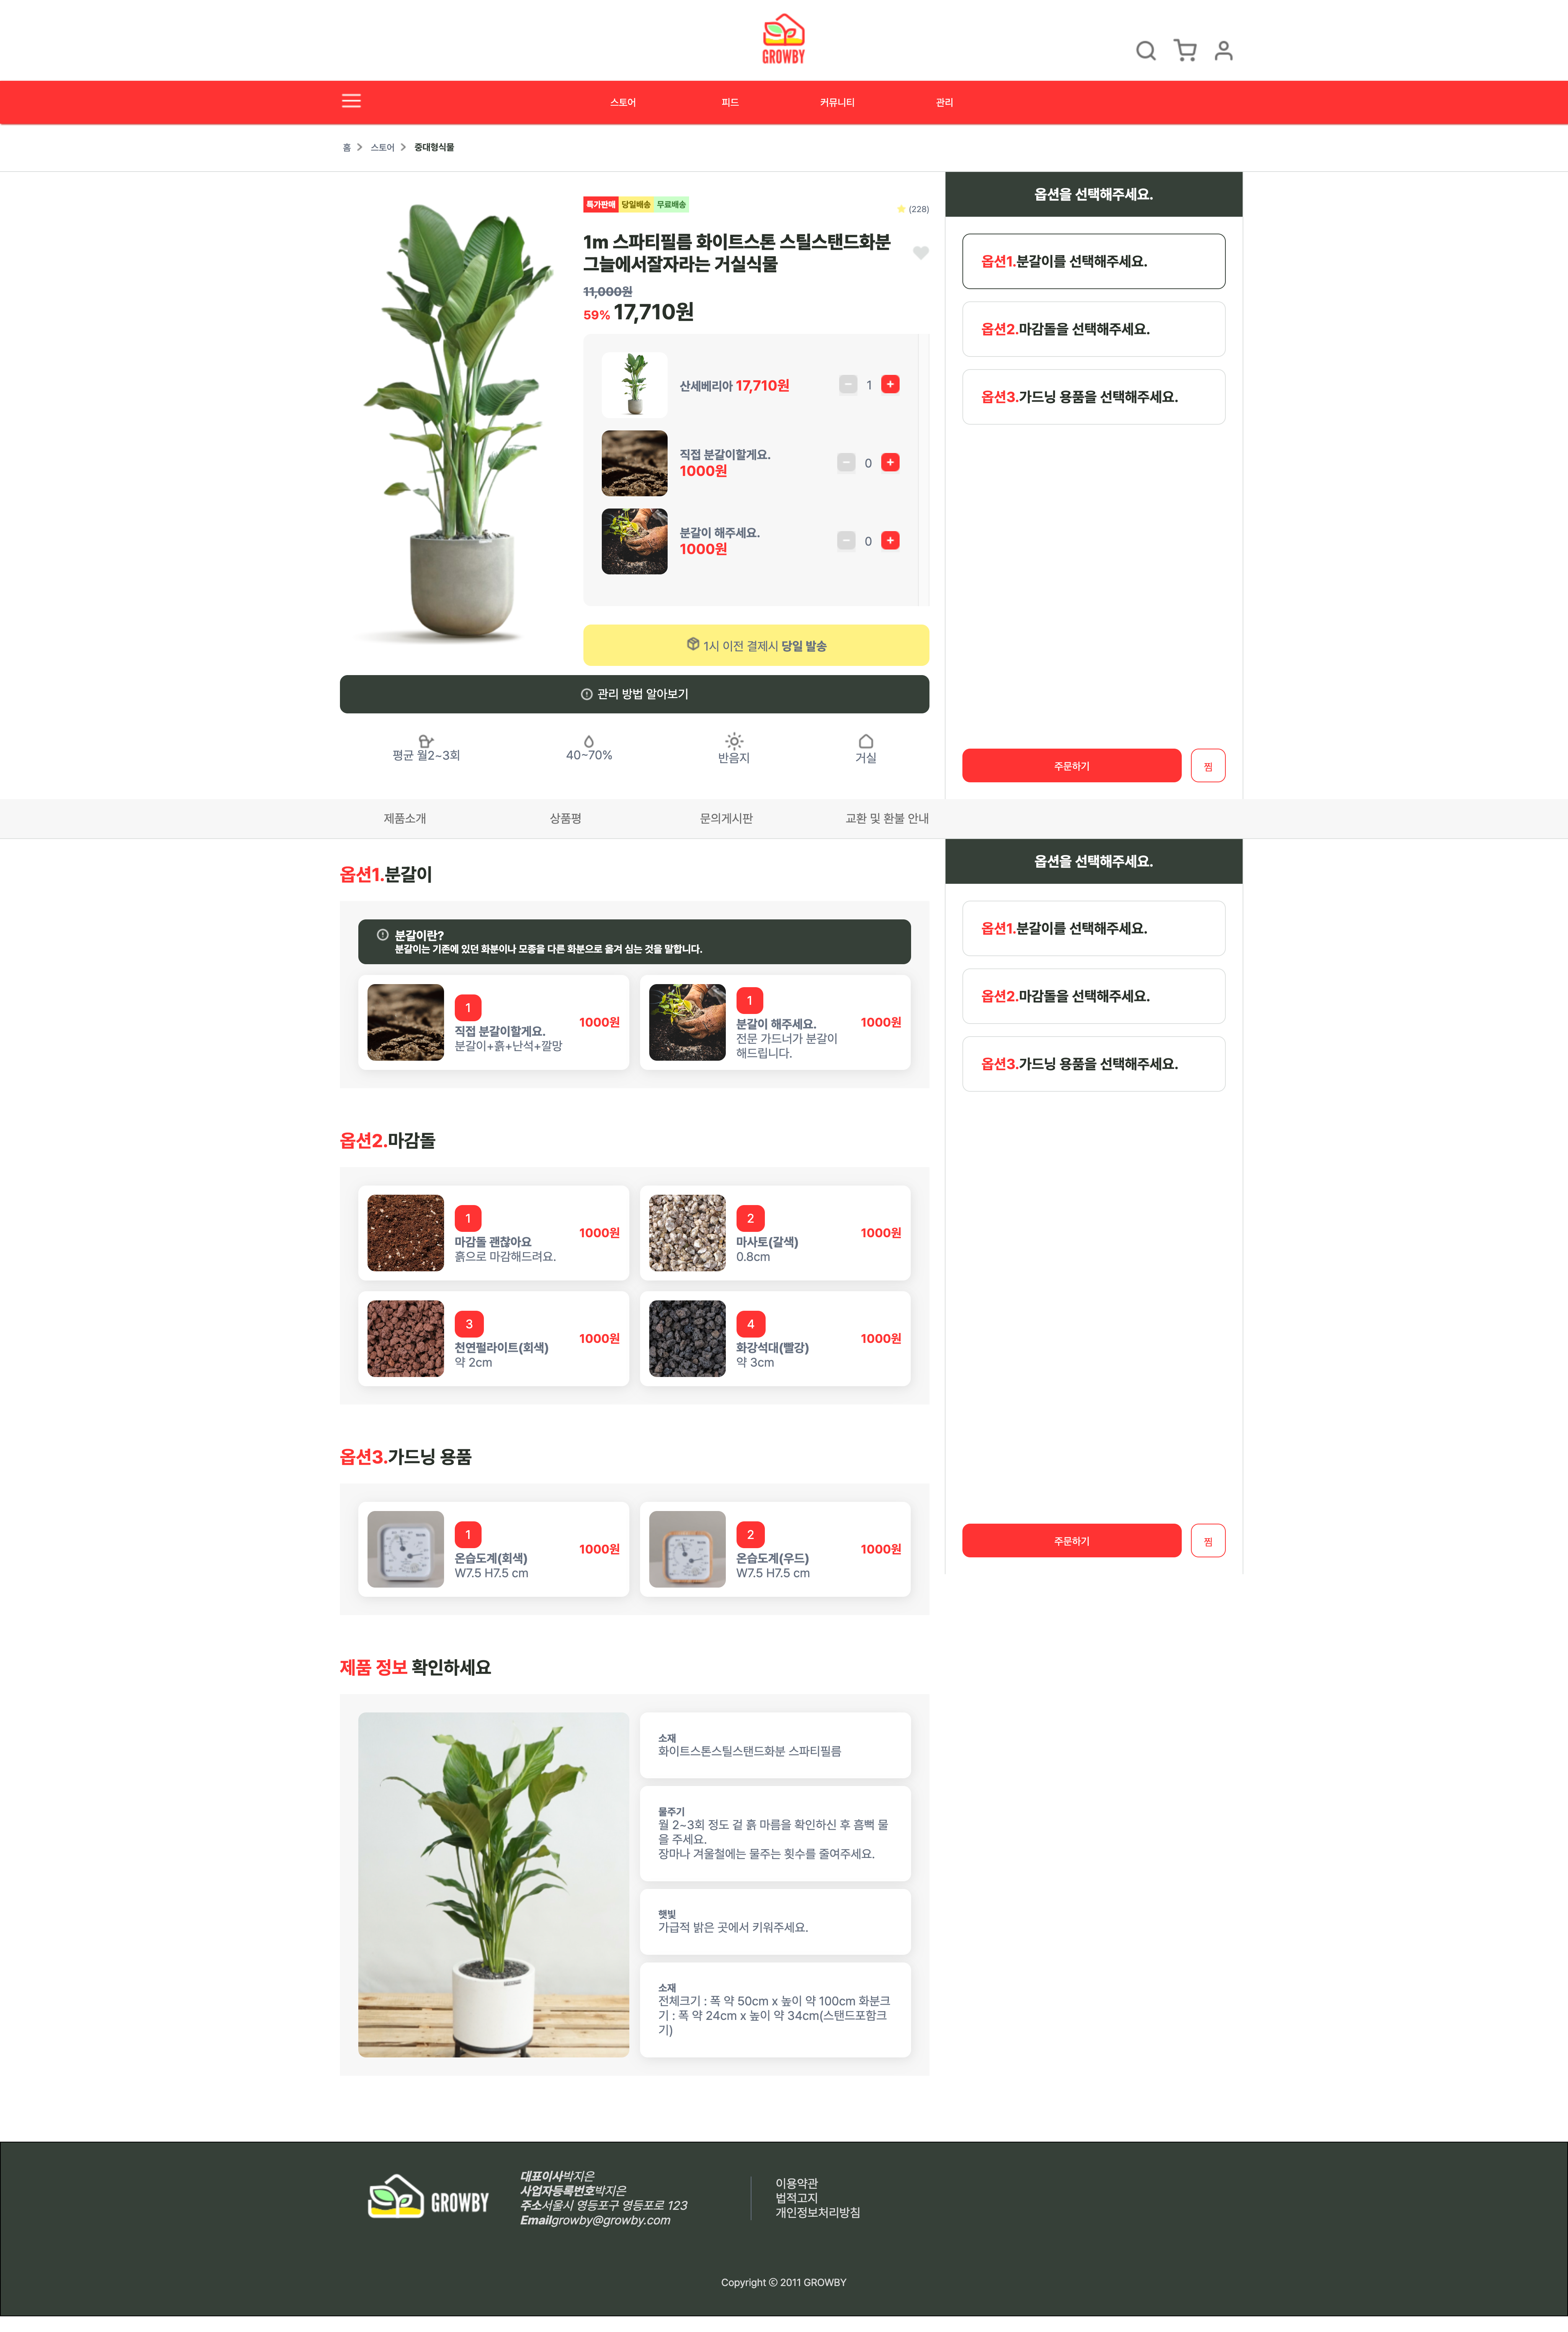 GROWBY
스토어
피드
커뮤니티
관리
홈
스토어
중대형식물
특가판매 당일배송 무료배송
(228)
1m 스파티필름 화이트스톤 스틸스탠드화분
그늘에서잘자라는 거실식물
11,000원
59% 17,710원
산세베리아 17,710원
1
직접 분갈이할게요.
1000원
0
분갈이 해주세요.
1000원
0
1시 이전 결제시 당일 발송
관리 방법 알아보기
평균 월2~3회
40~70%
반음지
거실
옵션을 선택해주세요.
옵션1.분갈이를 선택해주세요.
옵션2.마감돌을 선택해주세요.
옵션3.가드닝 용품을 선택해주세요.
주문하기
찜
제품소개
상품평
문의게시판
교환 및 환불 안내
옵션1.분갈이
분갈이란?
분갈이는 기존에 있던 화분이나 모종을 다른 화분으로 옮겨 심는 것을 말합니다.
1
직접 분갈이할게요.
분갈이+흙+난석+깔망
1000원
1
분갈이 해주세요.
전문 가드너가 분갈이
해드립니다.
1000원
옵션2.마감돌
1
마감돌 괜찮아요
흙으로 마감해드려요.
1000원
2
마사토(갈색)
0.8cm
1000원
3
천연펄라이트(회색)
약 2cm
1000원
4
화강석대(빨강)
약 3cm
1000원
옵션3.가드닝 용품
1
온습도계(회색)
W7.5 H7.5 cm
1000원
2
온습도계(우드)
W7.5 H7.5 cm
1000원
옵션을 선택해주세요.
옵션1.분갈이를 선택해주세요.
옵션2.마감돌을 선택해주세요.
옵션3.가드닝 용품을 선택해주세요.
주문하기
찜
제품 정보 확인하세요
소재
화이트스톤스틸스탠드화분 스파티필름
물주기
월 2~3회 정도 겉 흙 마름을 확인하신 후 흠뻑 물
을 주세요.
장마나 겨울철에는 물주는 횟수를 줄여주세요.
햇빛
가급적 밝은 곳에서 키워주세요.
소재
전체크기 : 폭 약 50cm x 높이 약 100cm 화분크
기 : 폭 약 24cm x 높이 약 34cm(스탠드포함크
기)
GROWBY
대표이사박지은
사업자등록번호박지은
주소서울시 영등포구 영등포로 123
Emailgrowby@growby.com
이용약관
법적고지
개인정보처리방침
Copyright ⓒ 2011 GROWBY